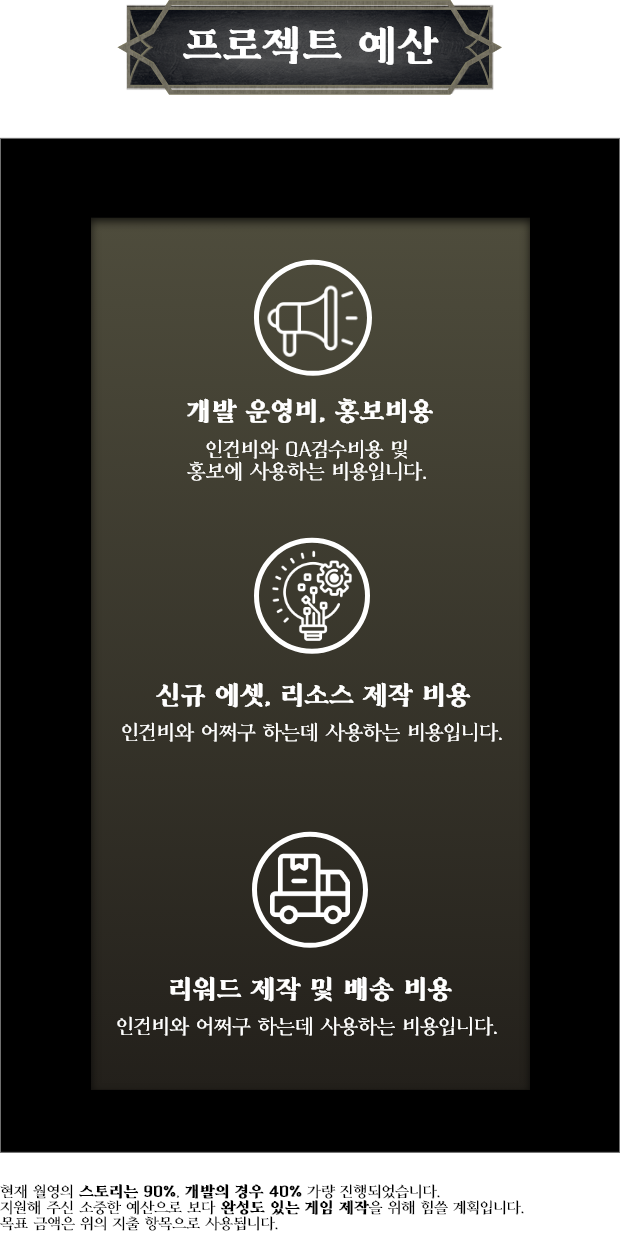 프로젝트 예산
개발 운영비, 홍보비용
인건비와 QA검수비용 및
홍보에 사용하는 비용입니다.
신규 에셋, 리소스 제작 비용
인건비와 어쩌구 하는데 사용하는 비용입니다.
리워드 제작 및 배송 비용
인건비와 어쩌구 하는데 사용하는 비용입니다.
현재 월영의 스토리는 90%, 개발의 경우 40% 가량 진행되었습니다.
지원해 주신 소중한 예산으로 보다 완성도 있는 게임 제작을 위해 힘쓸 계획입니다.
목표 금액은 위의 지출 항목으로 사용됩니다.